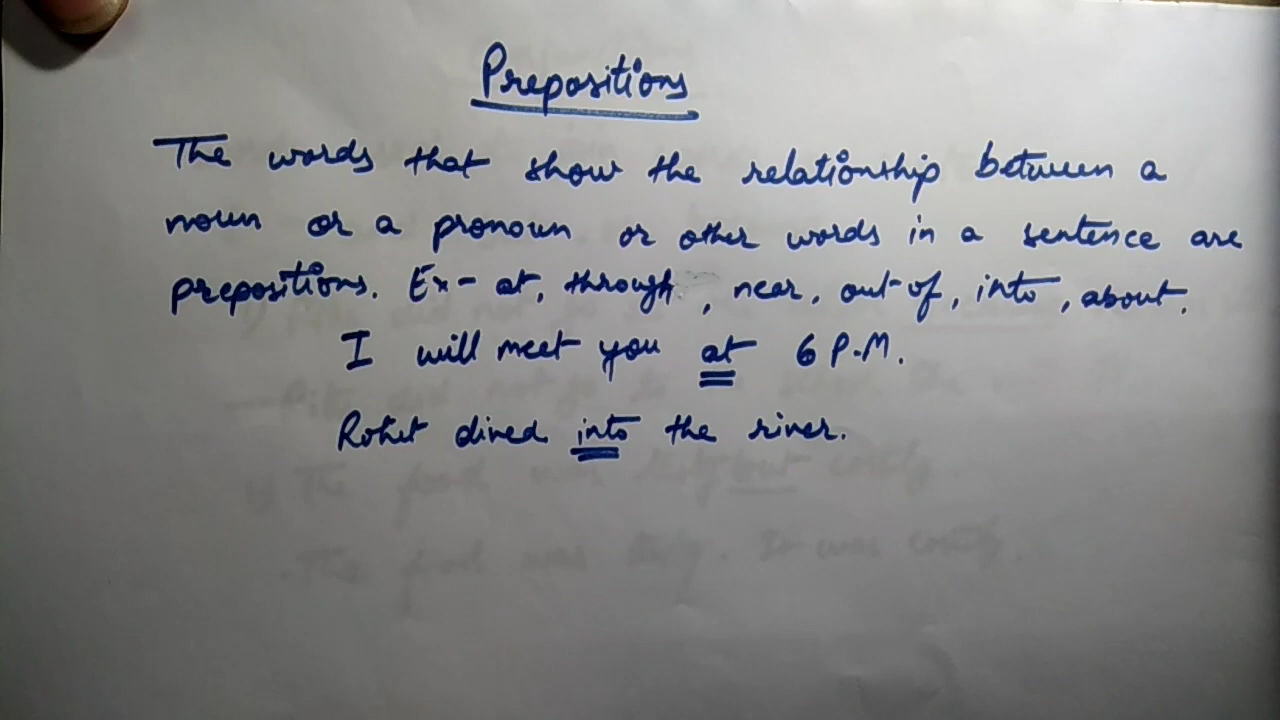 Prepositions
The words that show the relationship between a
noun or a pronoun or other words in a sentence are
prepositions. Ex- at, through, near, out of, into, about.
I will meet you at 6 P.M.
Rohit dived into the river.